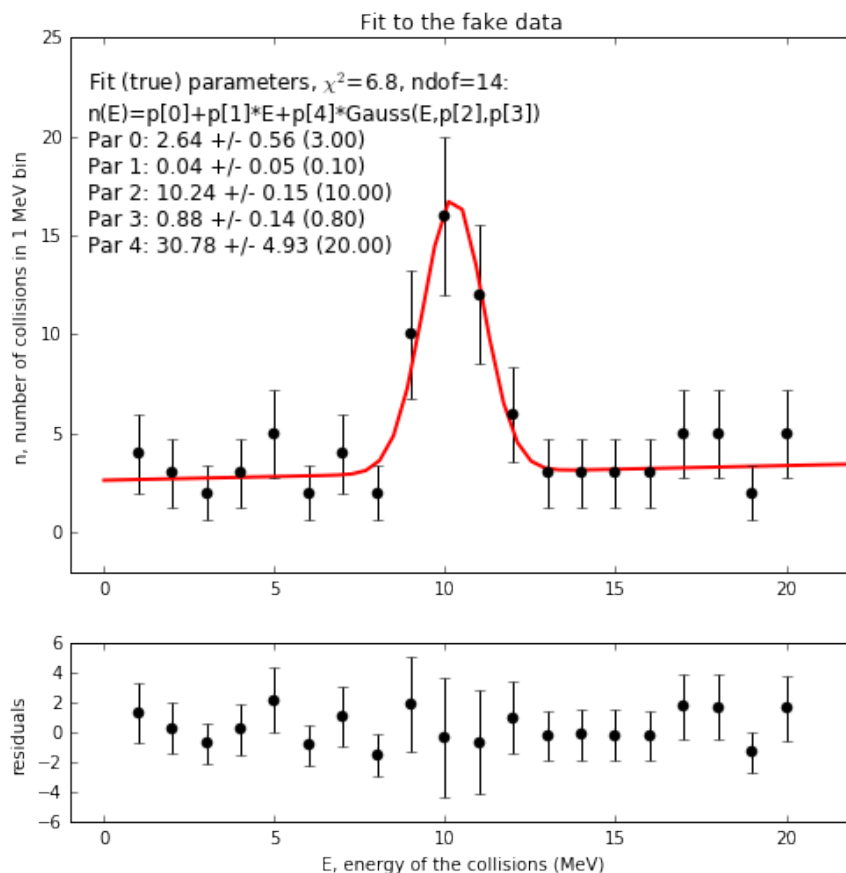 Fit to the fake data
25
20
15
10
5
0
n, number of collisions in 1 MeV bin
Fit (true) parameters, χ²=6.8, ndof=14:
n(E)=p[0]+p[1]*E+p[4]*Gauss(E,p[2],p[3])
Par 0: 2.64 +/- 0.56 (3.00)
Par 1: 0.04 +/- 0.05 (0.10)
Par 2: 10.24 +/- 0.15 (10.00)
Par 3: 0.88 +/- 0.14 (0.80)
Par 4: 30.78 +/- 4.93 (20.00)
0 5 10 15 20
6
4
2
0
−2
−4
−6
residuals
0 5 10 15 20
E, energy of the collisions (MeV)